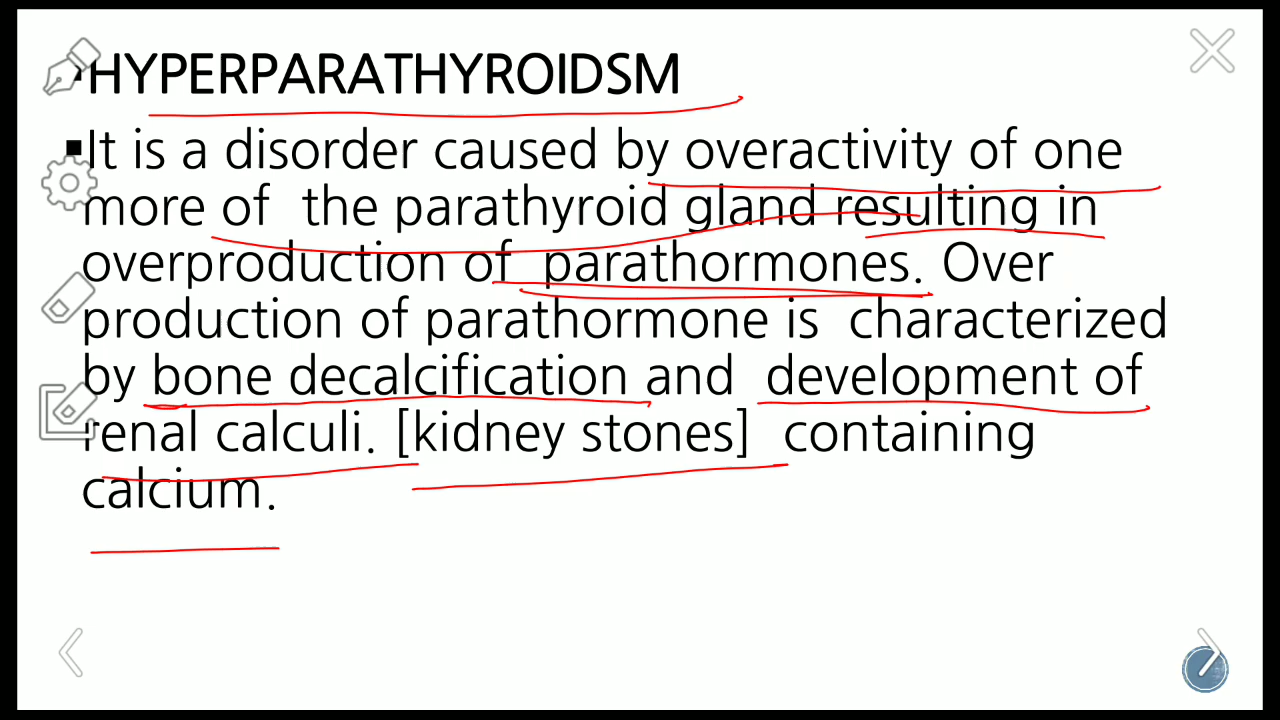 ▪HYPERPARATHYROIDSM
▪It is a disorder caused by overactivity of one
more of the parathyroid gland resulting in
overproduction of parathormones. Over
production of parathormone is characterized
by bone decalcification and development of
renal calculi. [kidney stones] containing
calcium.